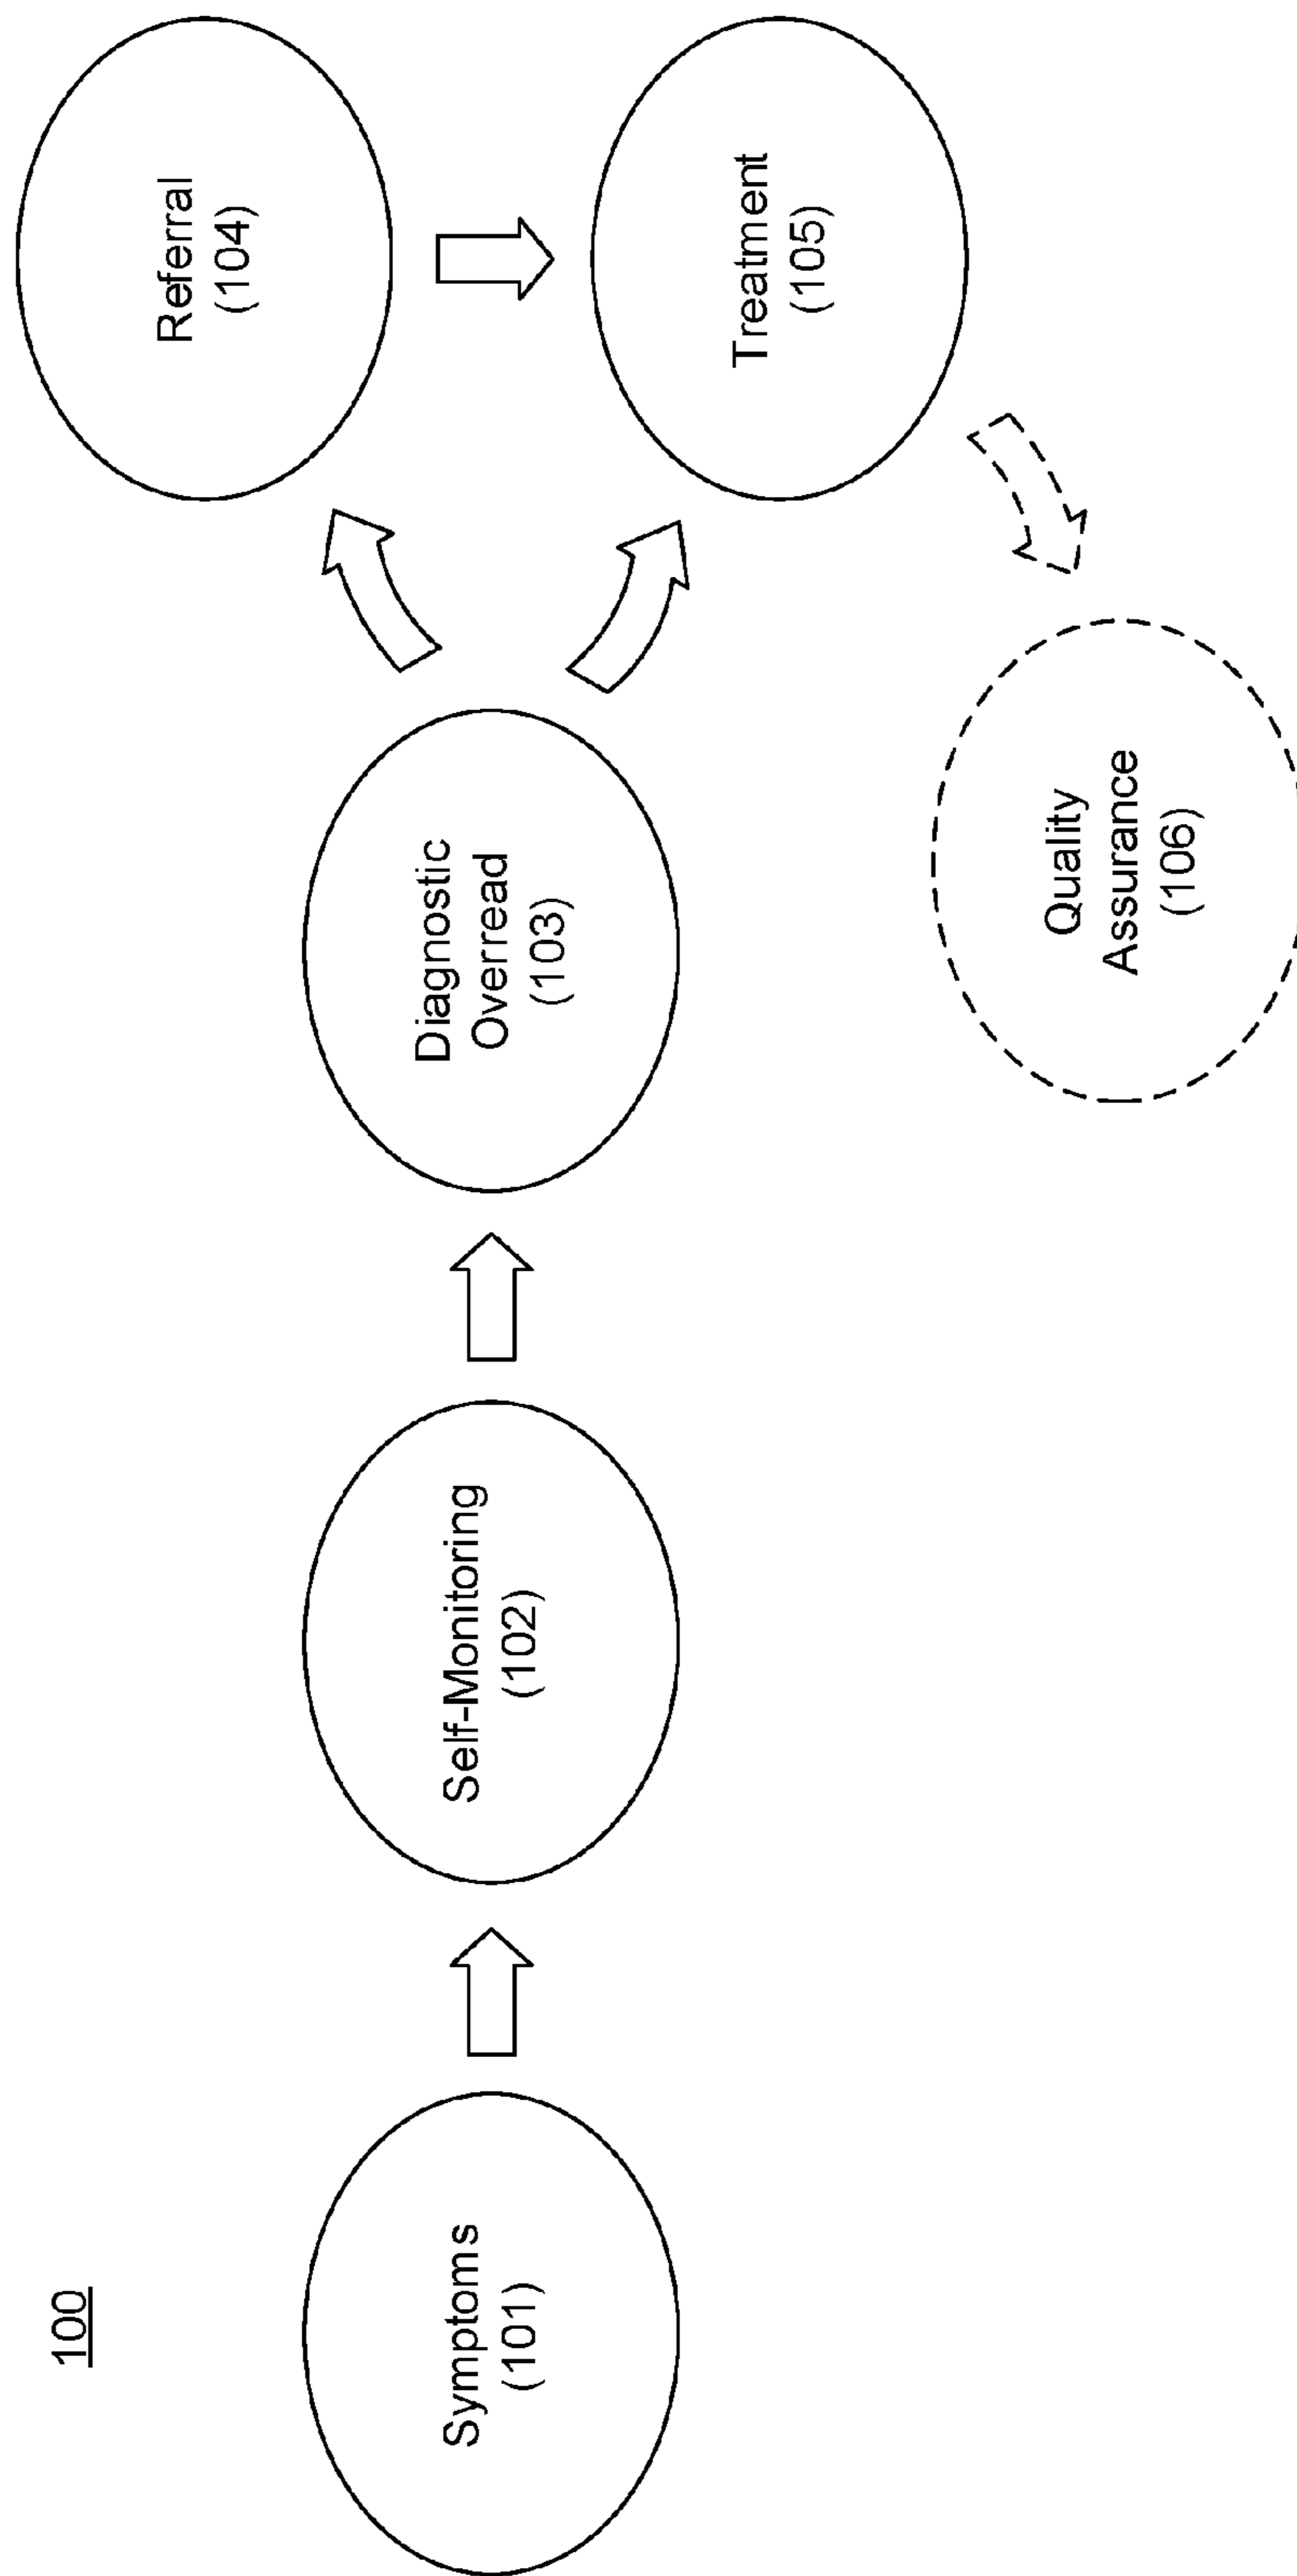 100
Symptoms
(101)
Self-Monitoring
(102)
Diagnostic
Overread
(103)
Referral
(104)
Treatment
(105)
Quality
Assurance
(106)